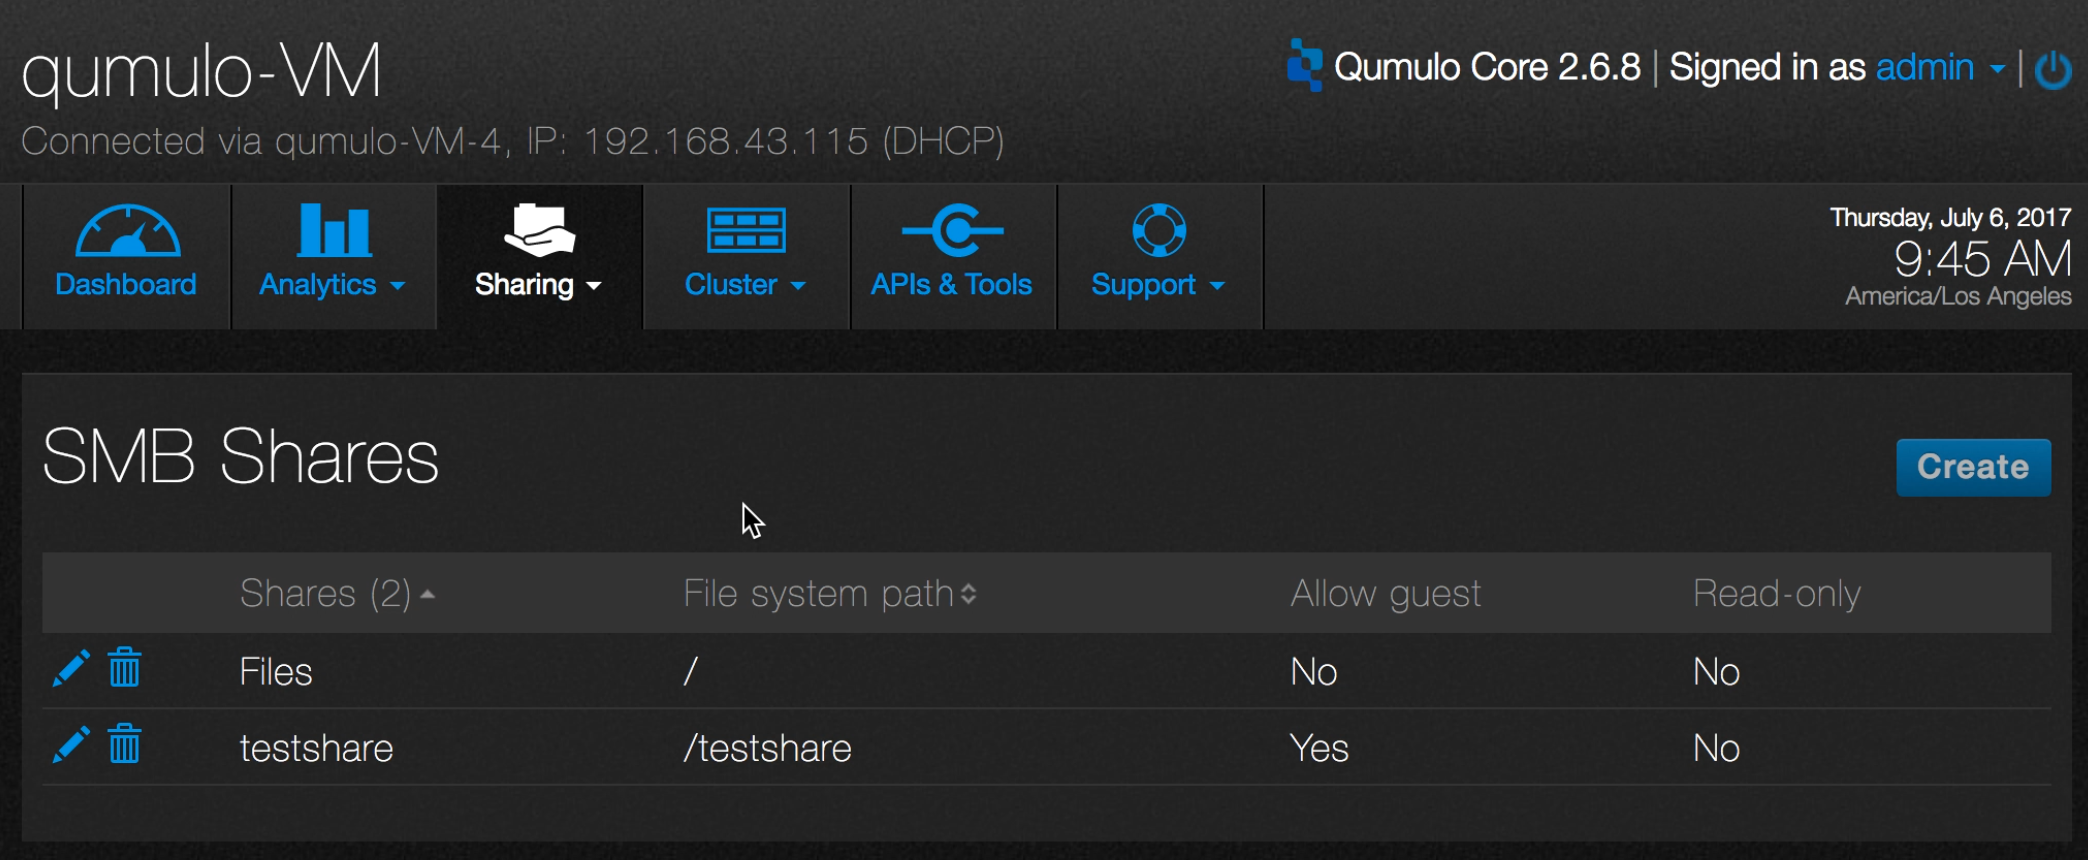 qumulo-VM
Qumulo Core 2.6.8 | Signed in as admin |
Connected via qumulo-VM-4, IP: 192.168.43.115 (DHCP)
Dashboard Analytics Sharing Cluster APIs & Tools Support
Thursday, July 6, 2017
9:45 AM
America/Los Angeles
SMB Shares
Create
Shares (2) File system path Allow guest Read-only
Files / No No
testshare /testshare Yes No